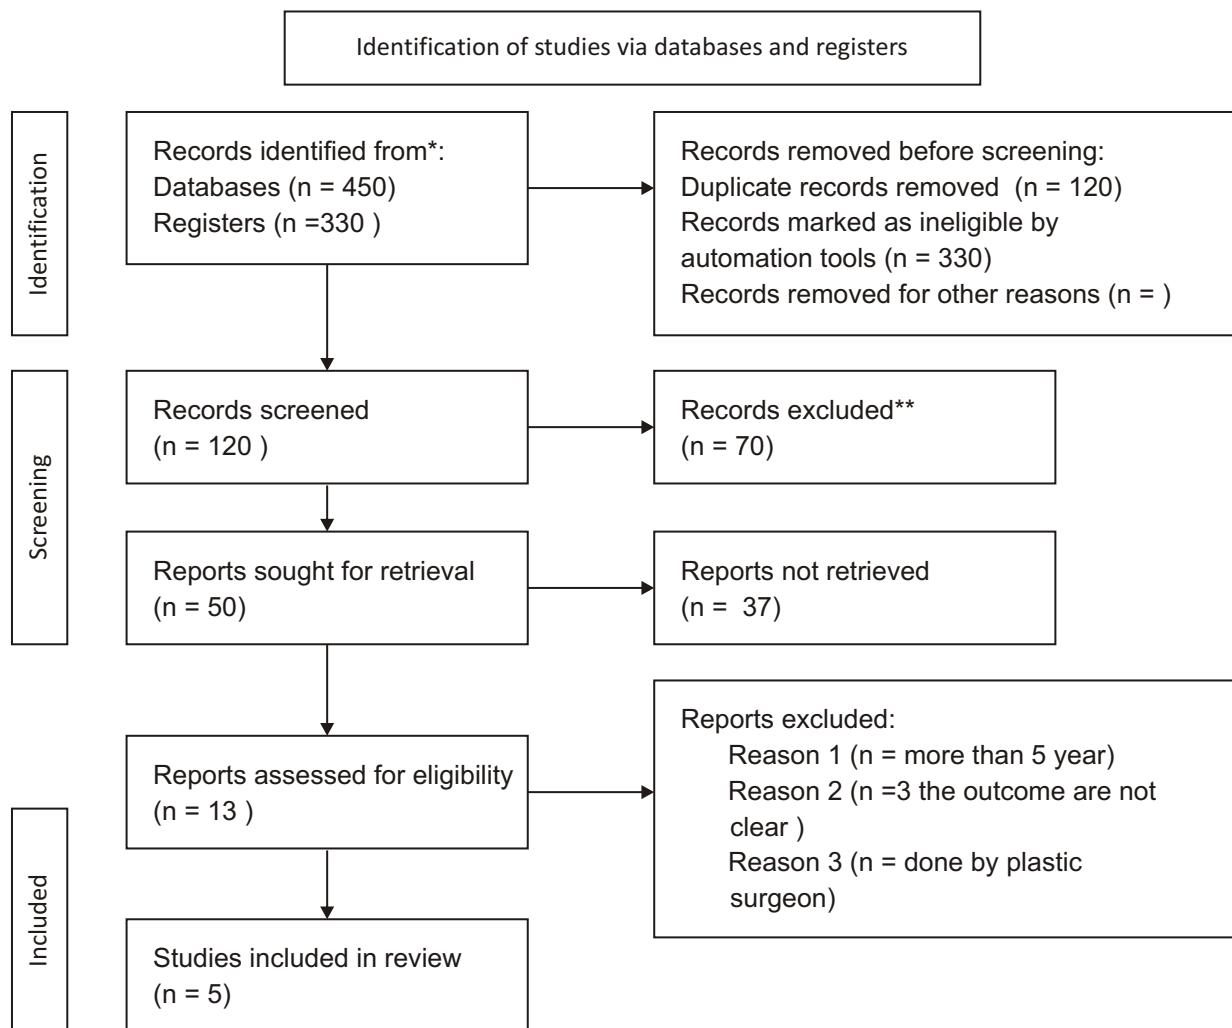 Identification of studies via databases and registers
Identification
Records identified from*:
Databases (n = 450)
Registers (n =330 )
Records removed before screening:
Duplicate records removed  (n = 120)
Records marked as ineligible by
automation tools (n = 330)
Records removed for other reasons (n = )
Screening
Records screened
(n = 120 )
Records excluded**
(n = 70)
Reports sought for retrieval
(n = 50)
Reports not retrieved
(n =  37)
Reports assessed for eligibility
(n = 13 )
Reports excluded:
Reason 1 (n = more than 5 year)
Reason 2 (n =3 the outcome are not
clear )
Reason 3 (n = done by plastic
surgeon)
Included
Studies included in review
(n = 5)